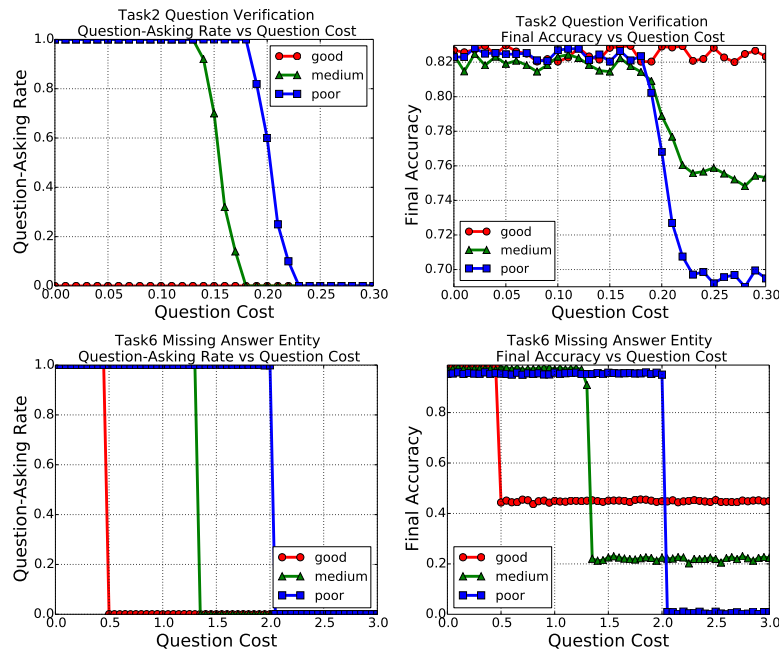 Task2 Question Verification
Question-Asking Rate vs Question Cost
1.0
0.8
0.6
0.4
0.2
0.0
Question-Asking Rate
good
medium
poor
0.00 0.05 0.10 0.15 0.20 0.25 0.30
Question Cost
Task2 Question Verification
Final Accuracy vs Question Cost
0.82
0.80
0.78
0.76
0.74
0.72
0.70
Final Accuracy
good
medium
poor
0.00 0.05 0.10 0.15 0.20 0.25 0.30
Question Cost
Task6 Missing Answer Entity
Question-Asking Rate vs Question Cost
1.0
0.8
0.6
0.4
0.2
0.0
Question-Asking Rate
good
medium
poor
0.0 0.5 1.0 1.5 2.0 2.5 3.0
Question Cost
Task6 Missing Answer Entity
Final Accuracy vs Question Cost
0.8
0.6
0.4
0.2
0.0
Final Accuracy
good
medium
poor
0.0 0.5 1.0 1.5 2.0 2.5 3.0
Question Cost